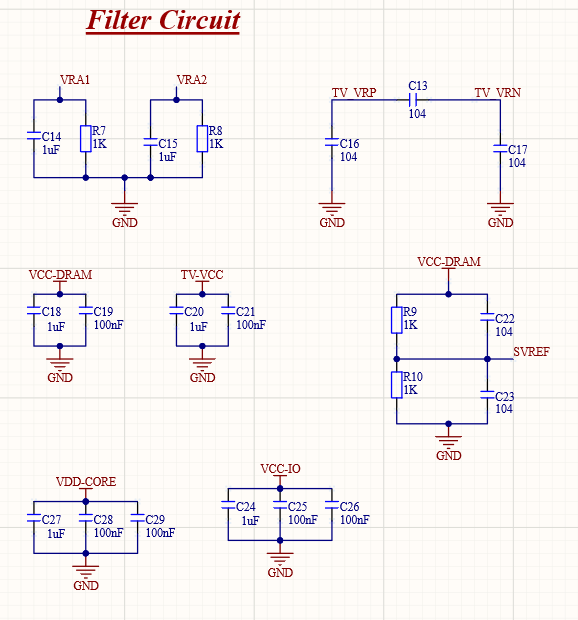 Filter Circuit
VRA1
VRA2
C14
1uF
R7
1K
C15
1uF
R8
1K
GND
TV_VRP
C13
104
TV_VRN
C16
104
C17
104
GND
GND
VCC-DRAM
C18
1uF
C19
100nF
GND
TV-VCC
C20
1uF
C21
100nF
GND
VCC-DRAM
R9
1K
C22
104
SVREF
R10
1K
C23
104
GND
VDD-CORE
C27
1uF
C28
100nF
C29
100nF
GND
VCC-IO
C24
1uF
C25
100nF
C26
100nF
GND